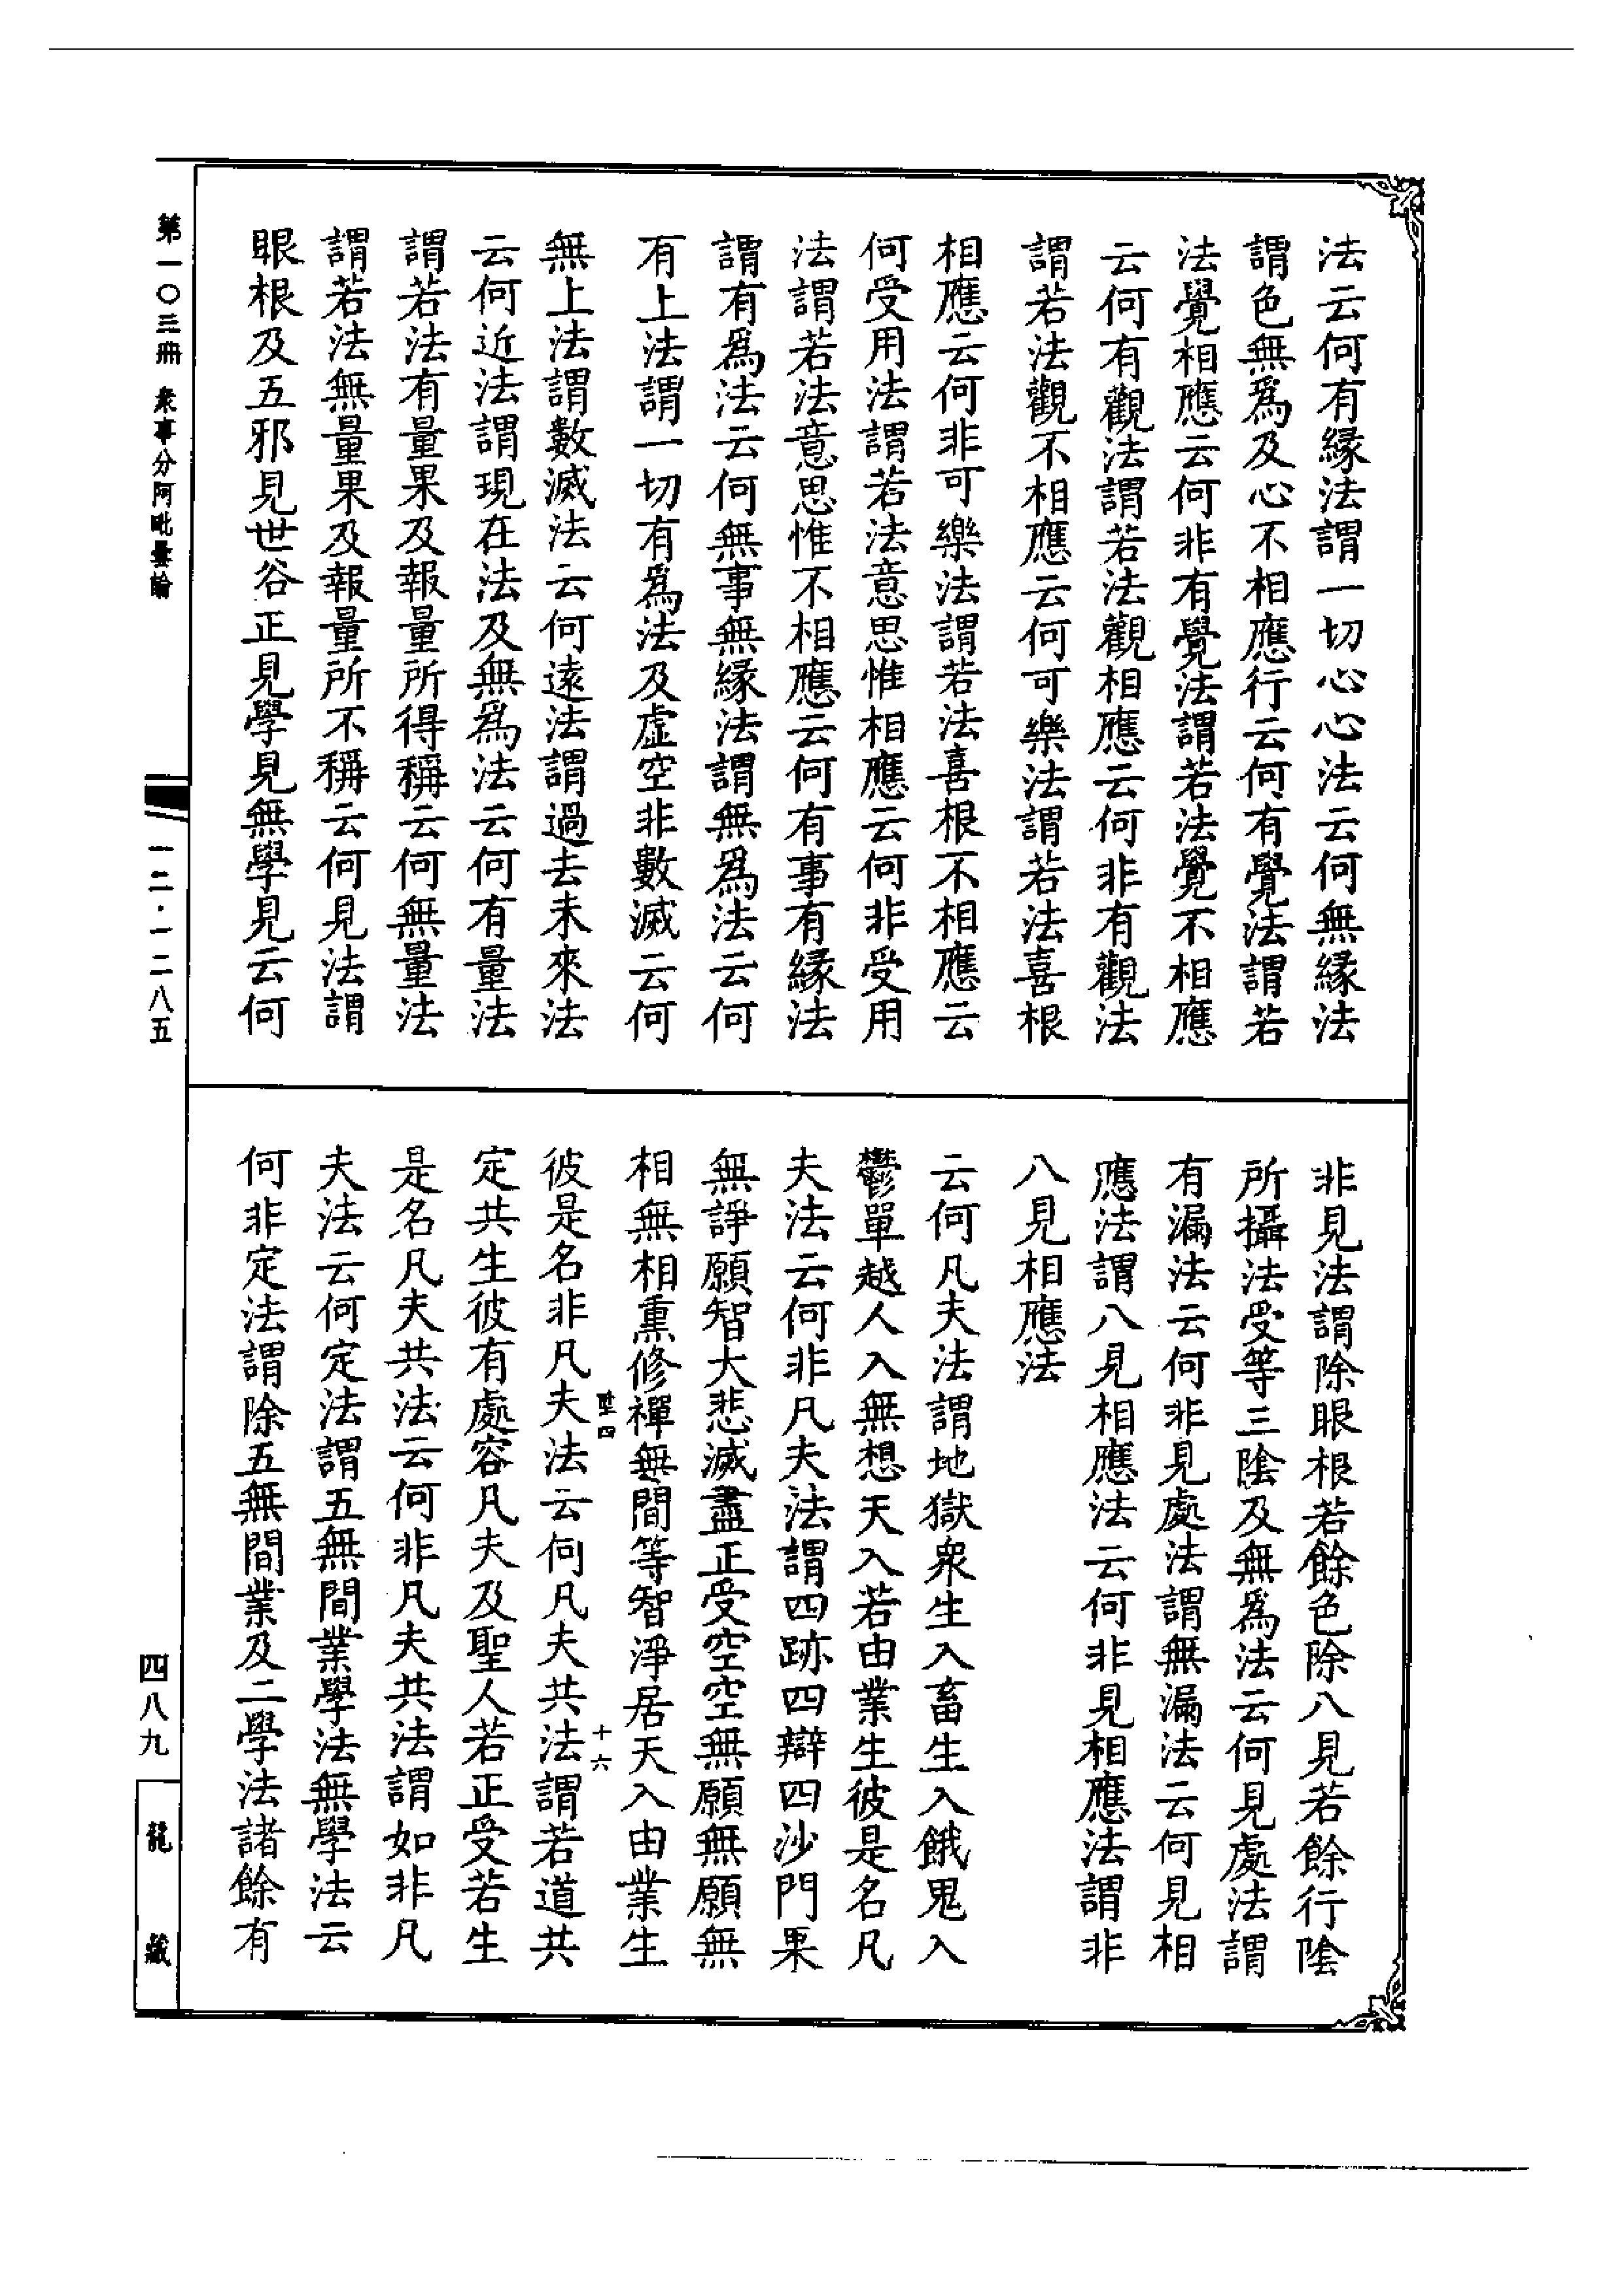 法云何有緣法謂一切心心法云何無緣法
謂色無為及心不相應行云何有覺法謂若
法覺相應云何非有覺法謂若法覺不相應
云何有觀法謂若法觀相應云何非有觀法
謂若法觀不相應云何可樂法謂若法喜根
相應云何非可樂法謂若法喜根不相應云
何受用法謂若法意思惟相應云何非受用
法謂若法意思惟不相應云何有事有緣法
謂有為法云何無事無緣法謂無為法云何
有上法謂一切有為法及虛空非數滅云何
無上法謂數滅法云何遠法謂過去未來法
云何近法謂現在法及無為法云何有量法
謂若法有量果及報量所得稱云何無量法
謂若法無量果及報量所不稱云何見法謂
眼根及五邪見世谷正見學見無學見云何
非見法謂除眼根若餘色除八見若餘行陰
所攝法受等三陰及無為法云何見處法謂
有漏法云何非見處法謂無漏法云何見相
應法謂八見相應法云何非見相應法謂非
八見相應法
云何凡夫法謂地獄衆生入畜生入餓鬼入
鬱單越人入無想天入若由業生彼是名凡
夫法云何非凡夫法謂四跡四辯四沙門果
無諍願智大悲滅盡正受空空無願無願無
相無相熏修禪無間等智淨居天入由業生
十六
彼是名非凡夫法云何凡夫共法謂若道共
定共生彼有處容凡夫及聖人若正受若生
是名凡夫共法云何非凡夫共法謂如非凡
夫法云何定法謂五無間業學法無學法云
何非定法謂除五無間業及二學法諸餘有
第一〇三冊 衆事分阿毗曇論
一二·一二八五
四八九
龍藏